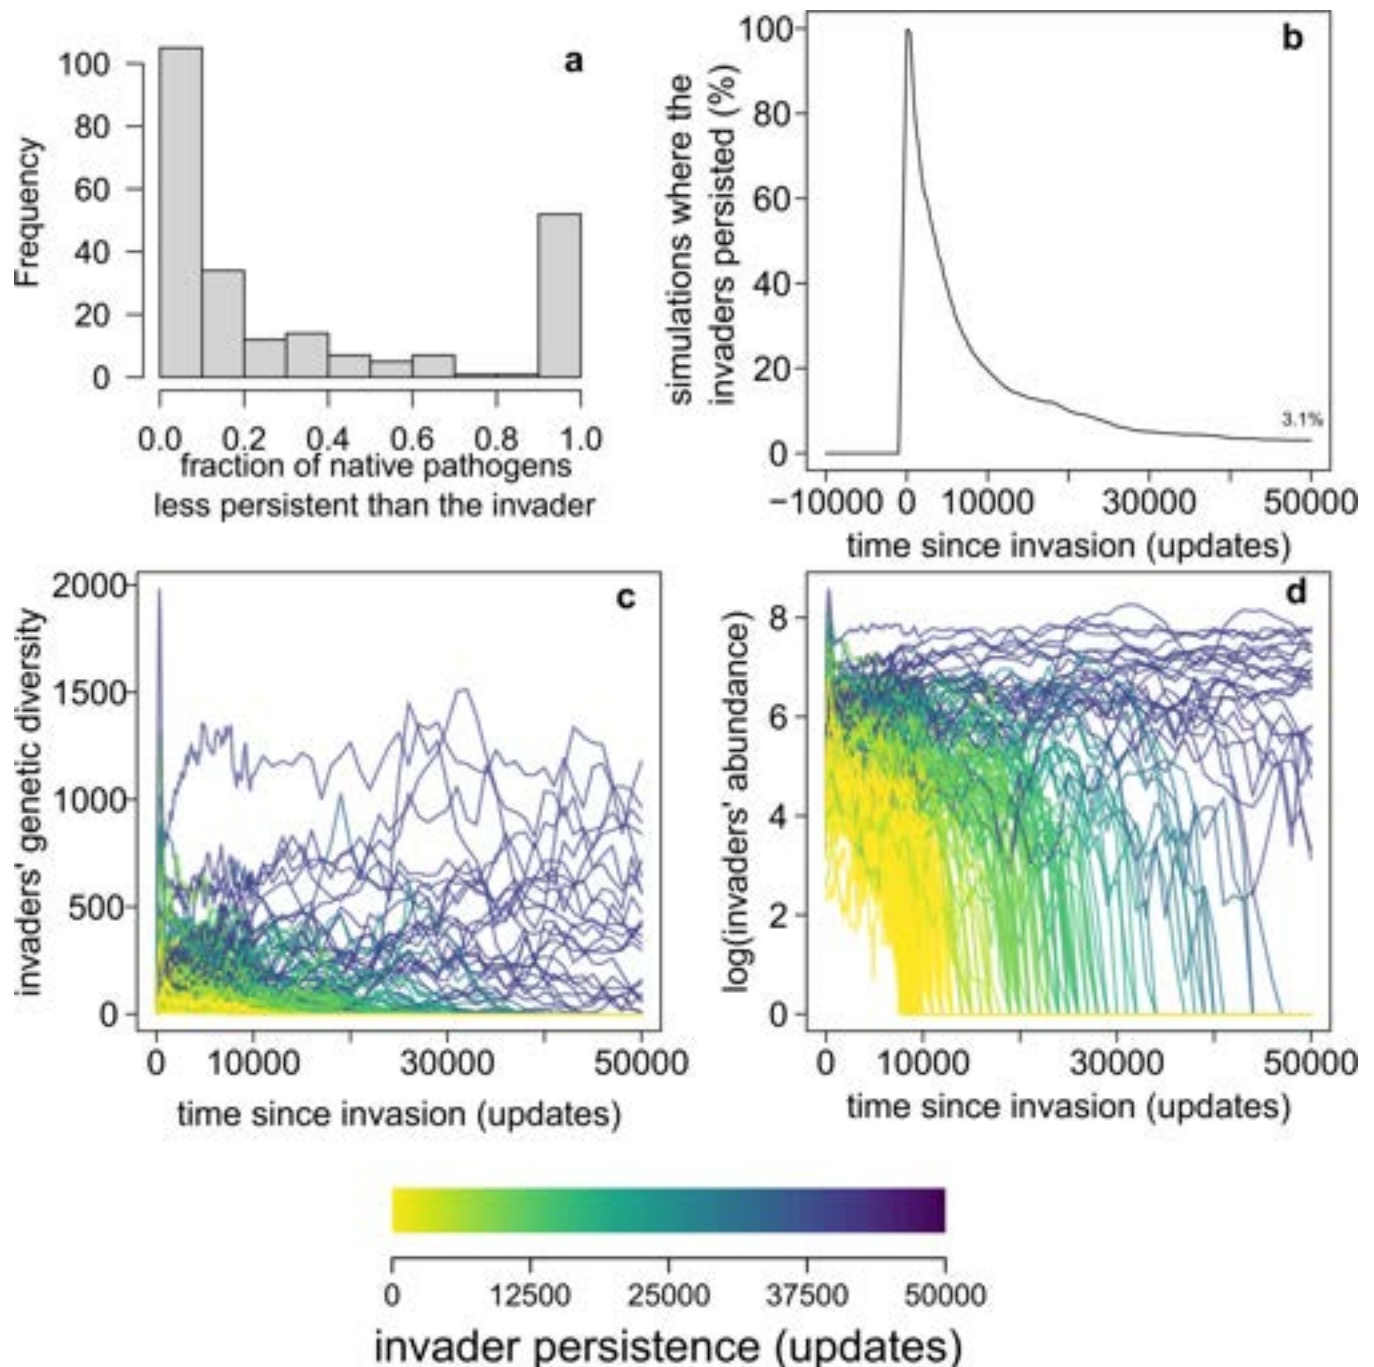 a
100
80
60
40
20
0
Frequency
0.0 0.2 0.4 0.6 0.8 1.0
fraction of native pathogens
less persistent than the invader
b
100
80
60
40
20
0
simulations where the
invaders persisted (%)
3.1%
−10000 0 10000 30000 50000
time since invasion (updates)
c
2000
1500
1000
500
0
invaders' genetic diversity
0 10000 30000 50000
time since invasion (updates)
d
8
6
4
2
0
log(invaders' abundance)
0 10000 30000 50000
time since invasion (updates)
0 12500 25000 37500 50000
invader persistence (updates)